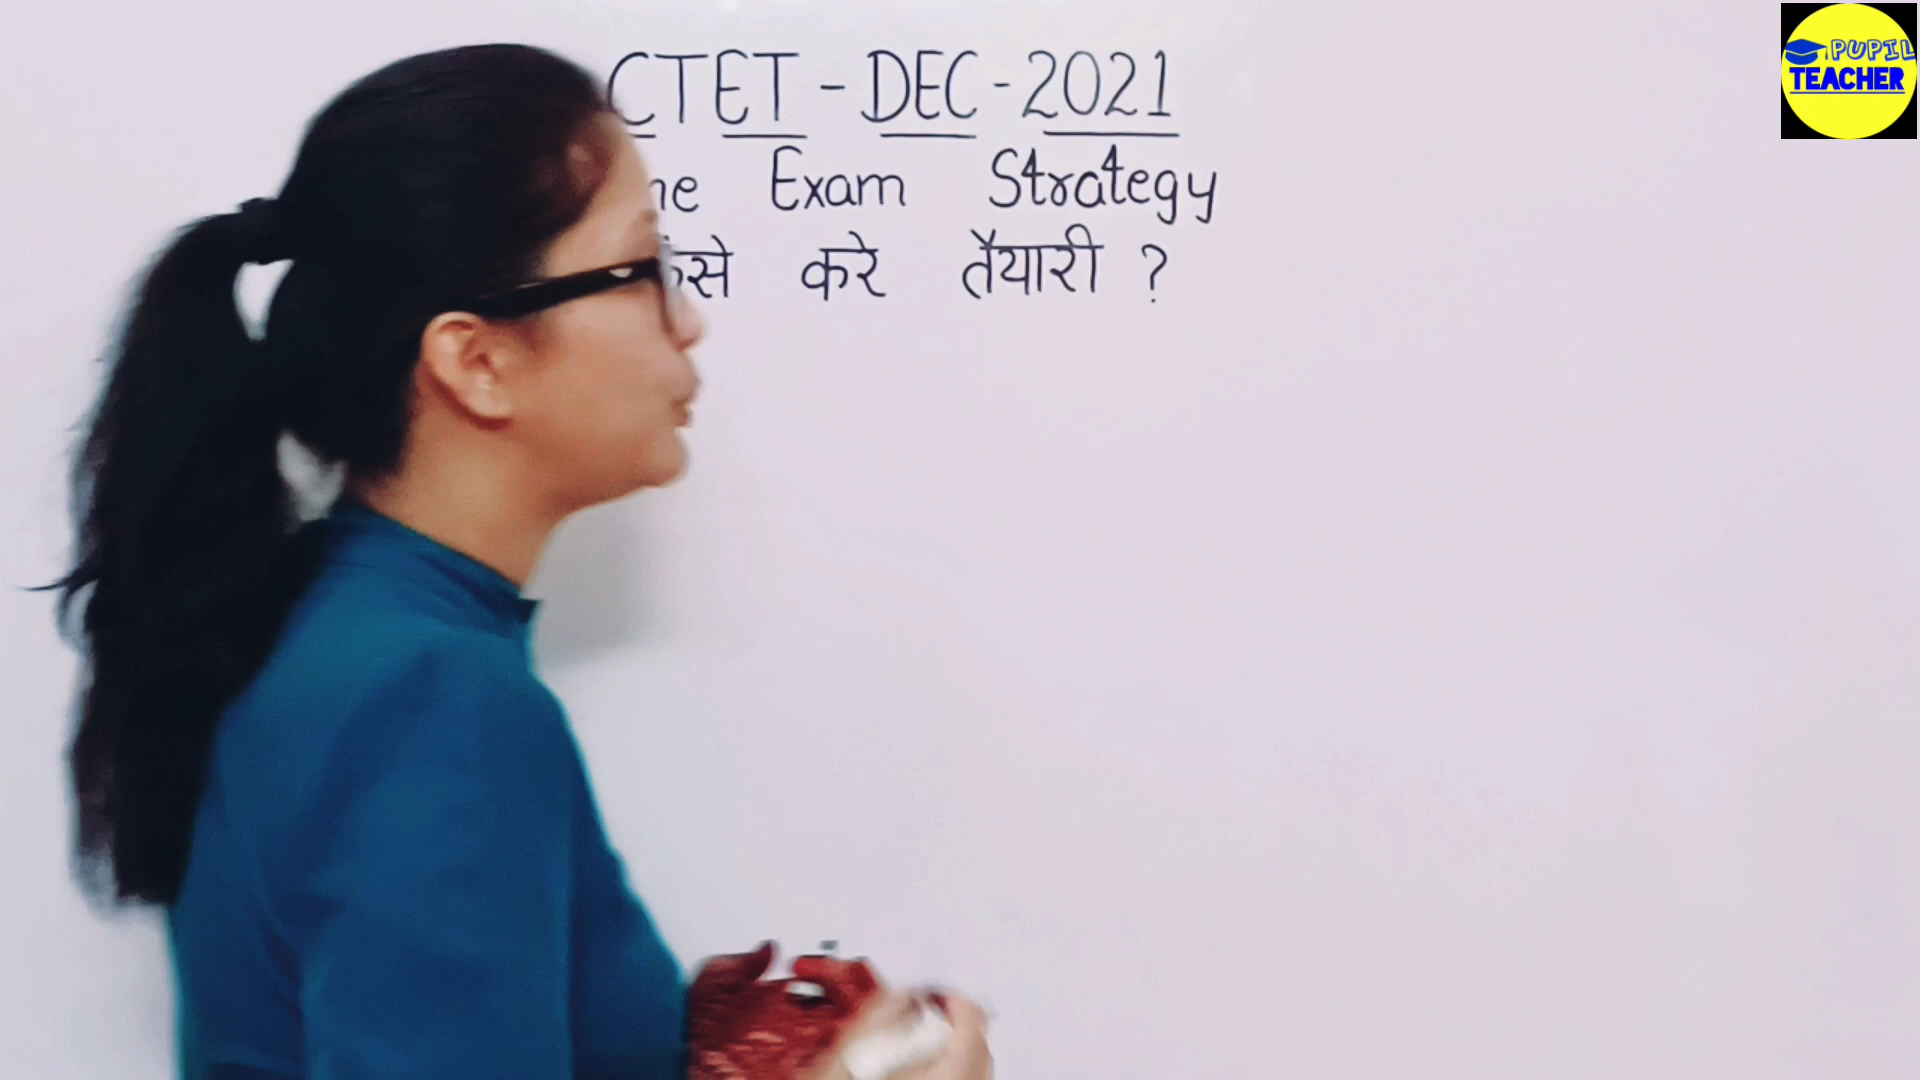 CTET - DEC - 2021
Exam Strategy
करे तैयारी ?
PUPIL
TEACHER